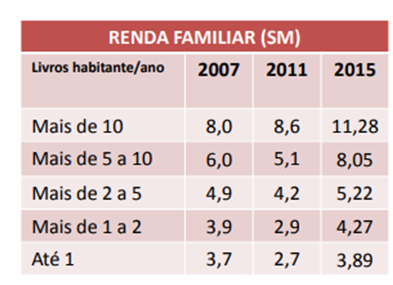 RENDA FAMILIAR (SM)
Livros habitante/ano 2007 2011 2015
Mais de 10 8,0 8,6 11,28
Mais de 5 a 10 6,0 5,1 8,05
Mais de 2 a 5 4,9 4,2 5,22
Mais de 1 a 2 3,9 2,9 4,27
Até 1 3,7 2,7 3,89